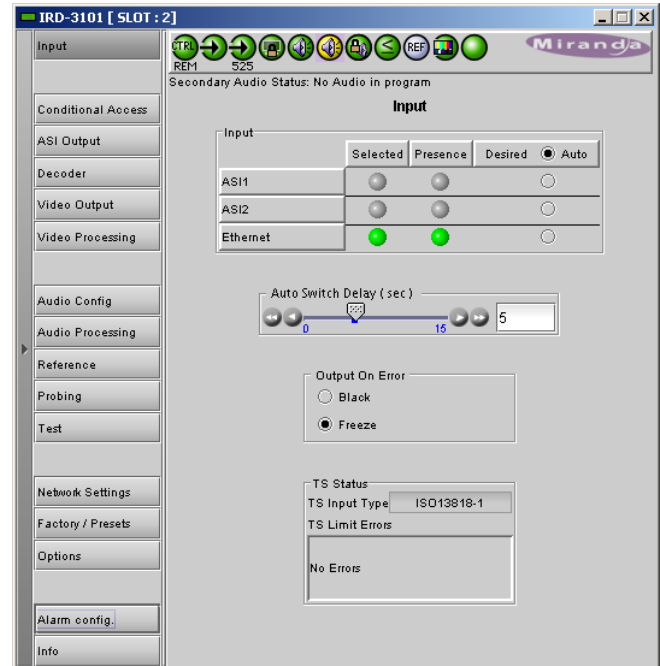 IRD-3101 [ SLOT : 2]
Input
Conditional Access
ASI Output
Decoder
Video Output
Video Processing
Audio Config
Audio Processing
Reference
Probing
Test
Network Settings
Factory / Presets
Options
Alarm config.
Info
CTRL
REF
Miranda
REM 525
Secondary Audio Status: No Audio in program
Input
Input
Selected Presence Desired Auto
ASI1
ASI2
Ethernet
Auto Switch Delay ( sec )
0 15 5
Output On Error
Black
Freeze
TS Status
TS Input Type ISO13818-1
TS Limit Errors
No Errors